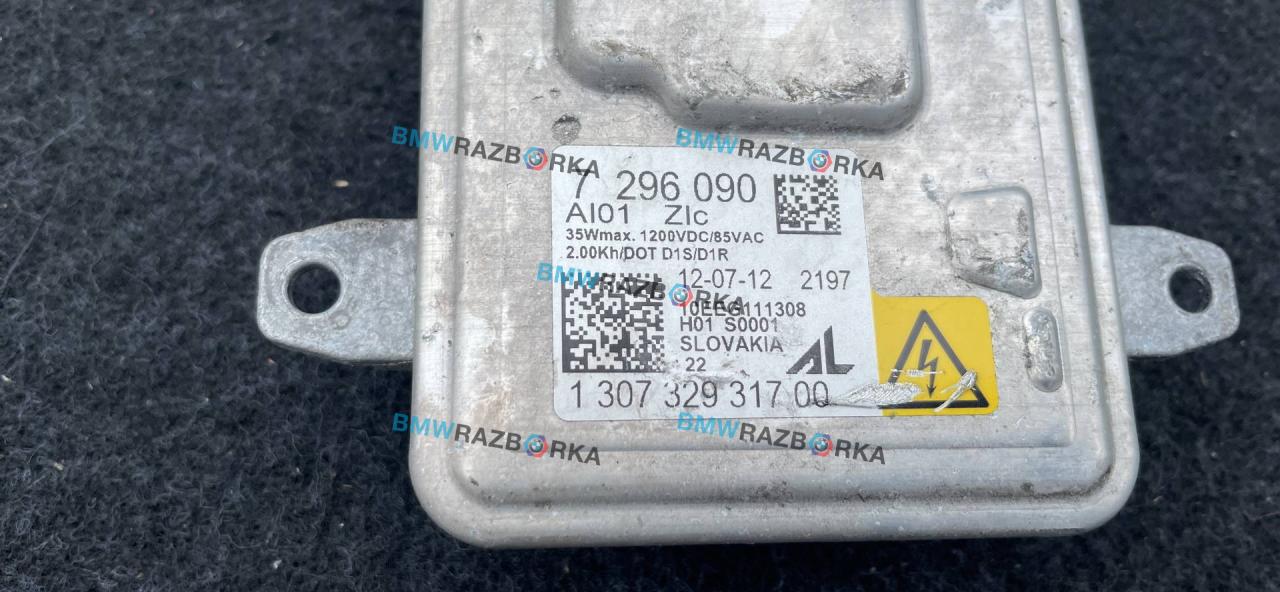 BMWRAZBORKA
BMWRAZBORKA
7 296 090
AI01 ZIc
35Wmax. 1200VDC/85VAC
2.00Kh/DOT D1S/D1R
BMWRAZBORKA
12-07-12 2197
10EEG111308
H01 S0001
SLOVAKIA
22
AL
1 307 329 317 00
BMWRAZBORKA
BMWRAZBORKA